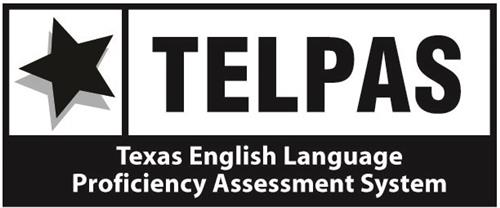 TELPAS
Texas English Language
Proficiency Assessment System